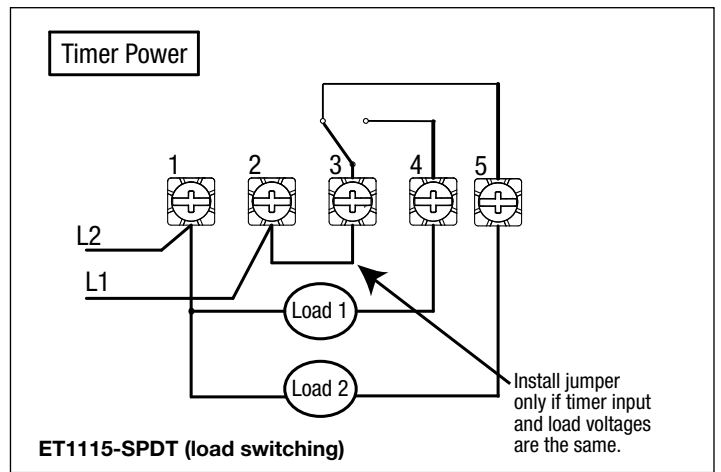 Timer Power
1 2 3 4 5
L2
L1
Load 1
Load 2
Install jumper
only if timer input
and load voltages
are the same.
ET1115-SPDT (load switching)